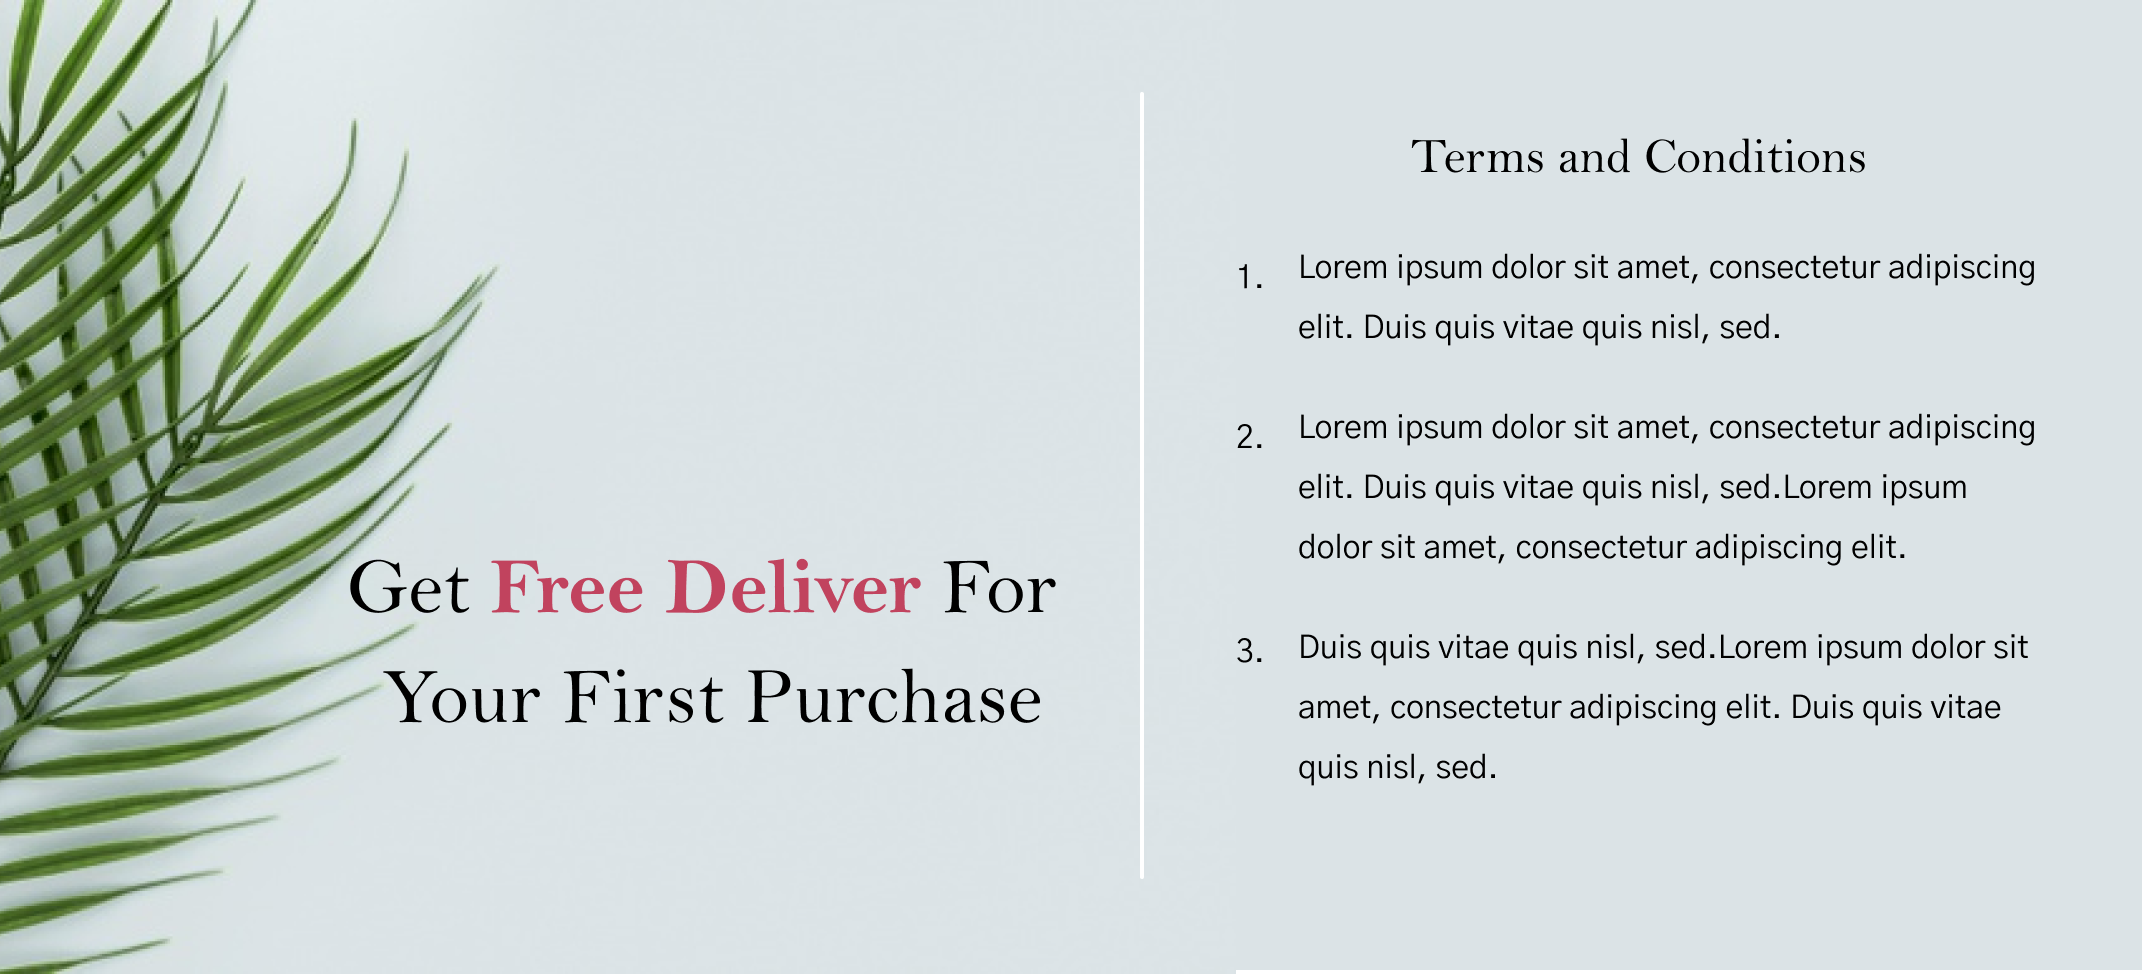 Get Free Deliver For
Your First Purchase
Terms and Conditions
1. Lorem ipsum dolor sit amet, consectetur adipiscing
elit. Duis quis vitae quis nisl, sed.
2. Lorem ipsum dolor sit amet, consectetur adipiscing
elit. Duis quis vitae quis nisl, sed.Lorem ipsum
dolor sit amet, consectetur adipiscing elit.
3. Duis quis vitae quis nisl, sed.Lorem ipsum dolor sit
amet, consectetur adipiscing elit. Duis quis vitae
quis nisl, sed.